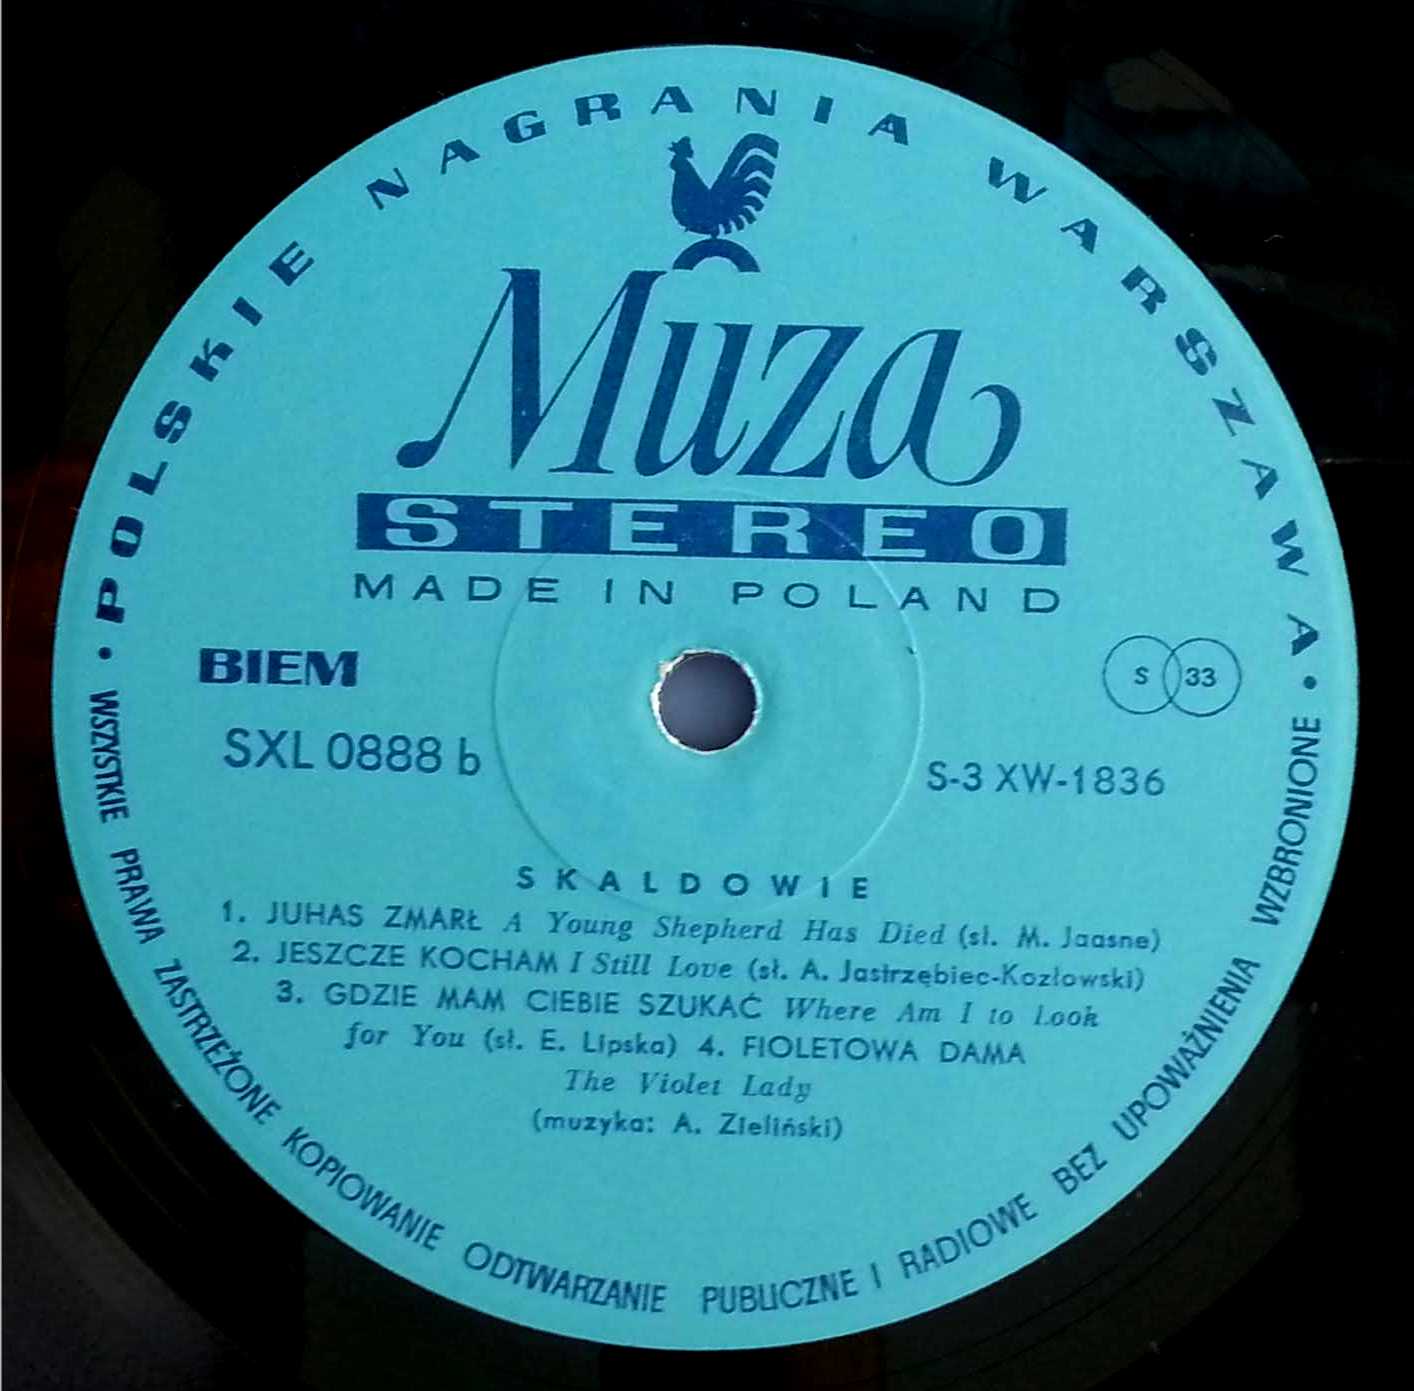 POLSKIE NAGRANIA WARSZAWA
Muza
STEREO
MADE IN POLAND
BIEM
S 33
SXL 0888 b
S-3 XW-1836
SKALDOWIE
1. JUHAS ZMARŁ A Young Shepherd Has Died (sł. M. Jaasne)
2. JESZCZE KOCHAM I Still Love (sł. A. Jastrzębiec-Kozłowski)
3. GDZIE MAM CIEBIE SZUKAĆ Where Am I to Look
for You (sł. E. Lipska) 4. FIOLETOWA DAMA
The Violet Lady
(muzyka: A. Zieliński)
• WSZYSTKIE PRAWA ZASTRZEŻONE KOPIOWANIE ODTWARZANIE PUBLICZNE I RADIOWE BEZ UPOWAŻNIENIA WZBRONIONE •